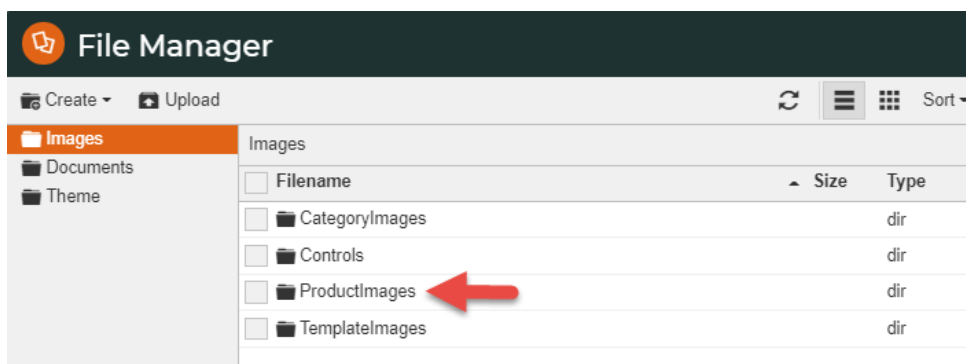 File Manager
Create Upload Sort
Images Images
Documents Filename Size Type
Theme
CategoryImages dir
Controls dir
ProductImages dir
TemplateImages dir